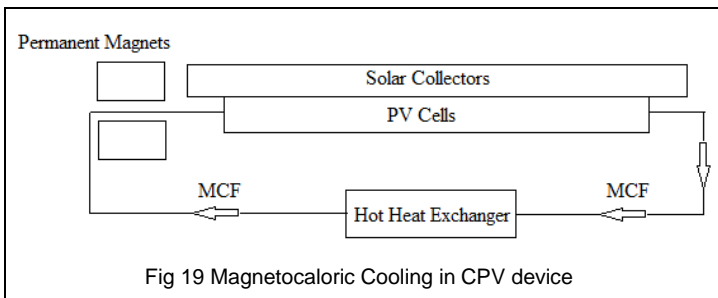 Permanent Magnets
Solar Collectors
PV Cells
MCF
MCF
Hot Heat Exchanger
Fig 19 Magnetocaloric Cooling in CPV device